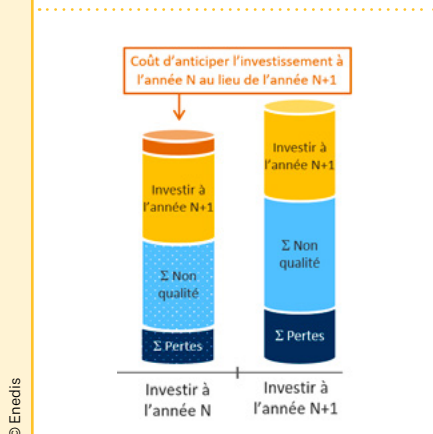 Coût d'anticiper l'investissement à
l'année N au lieu de l'année N+1
Investir à
l'année N+1
Σ Non
qualité
Σ Pertes
Investir à
l'année N+1
Σ Non
qualité
Σ Pertes
Investir à
l'année N
Investir à
l'année N+1
© Enedis